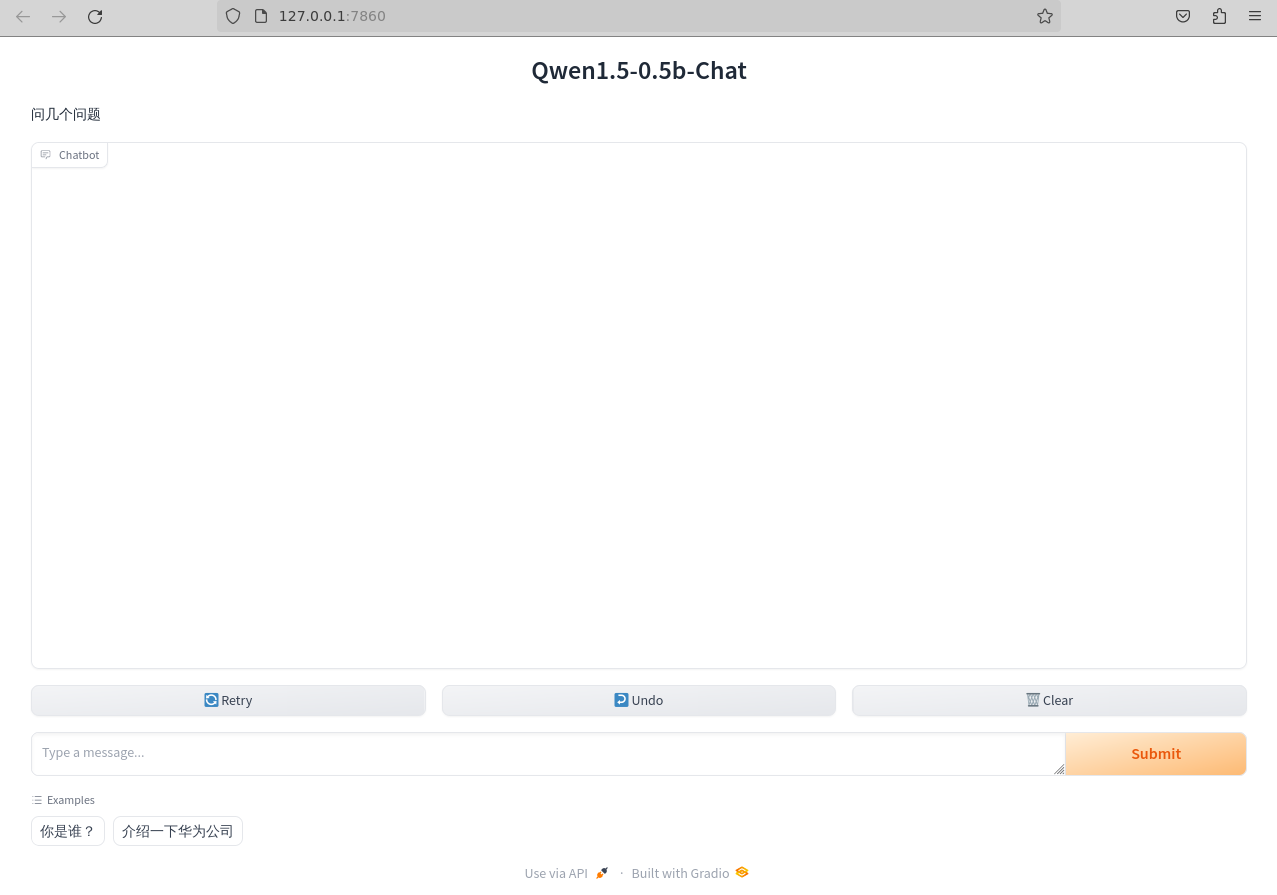 127.0.0.1:7860
Qwen1.5-0.5b-Chat
问几个问题
Chatbot
Retry Undo Clear
Type a message... Submit
Examples
你是谁？ 介绍一下华为公司
Use via API · Built with Gradio